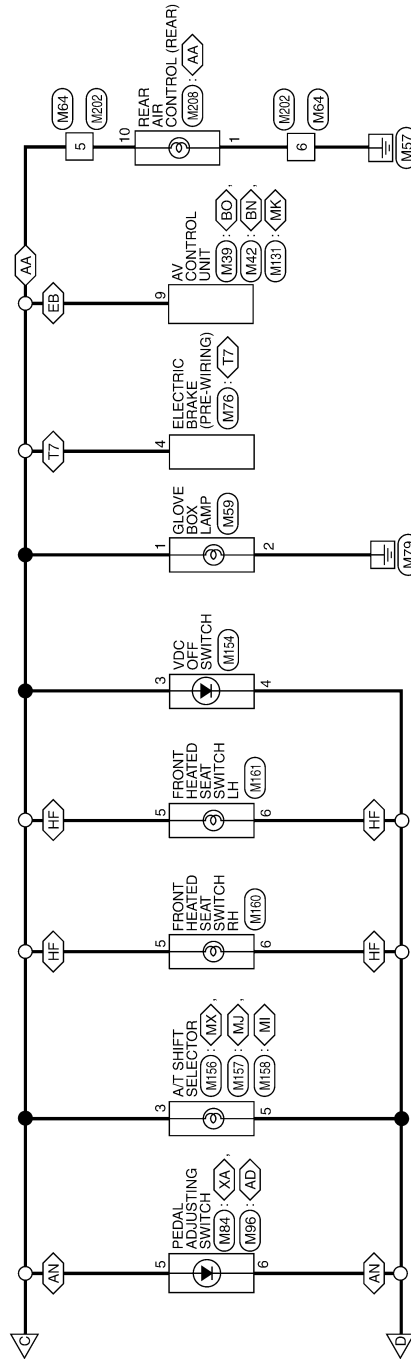 C
AN
5
PEDAL
ADJUSTING
SWITCH
M84 : XA ,
M96 : AD
6
AN
D
3
A/T SHIFT
SELECTOR
M156 : MX ,
M157 : MJ ,
M158 : MI
5
HF
5
FRONT
HEATED
SEAT
SWITCH
RH
M160
6
HF
HF
5
FRONT
HEATED
SEAT
SWITCH
LH
M161
6
HF
3
VDC
OFF
SWITCH
M154
4
1
GLOVE
BOX
LAMP
M59
2
M79
T7
4
ELECTRIC
BRAKE
(PRE-WIRING)
M76 : T7
EB
9
AV
CONTROL
UNIT
M39 : BO ,
M42 : BN ,
M131 : MK
AA
5
M64
M202
10
REAR
AIR
CONTROL (REAR)
M208 : AA
1
6
M202
M64
M57